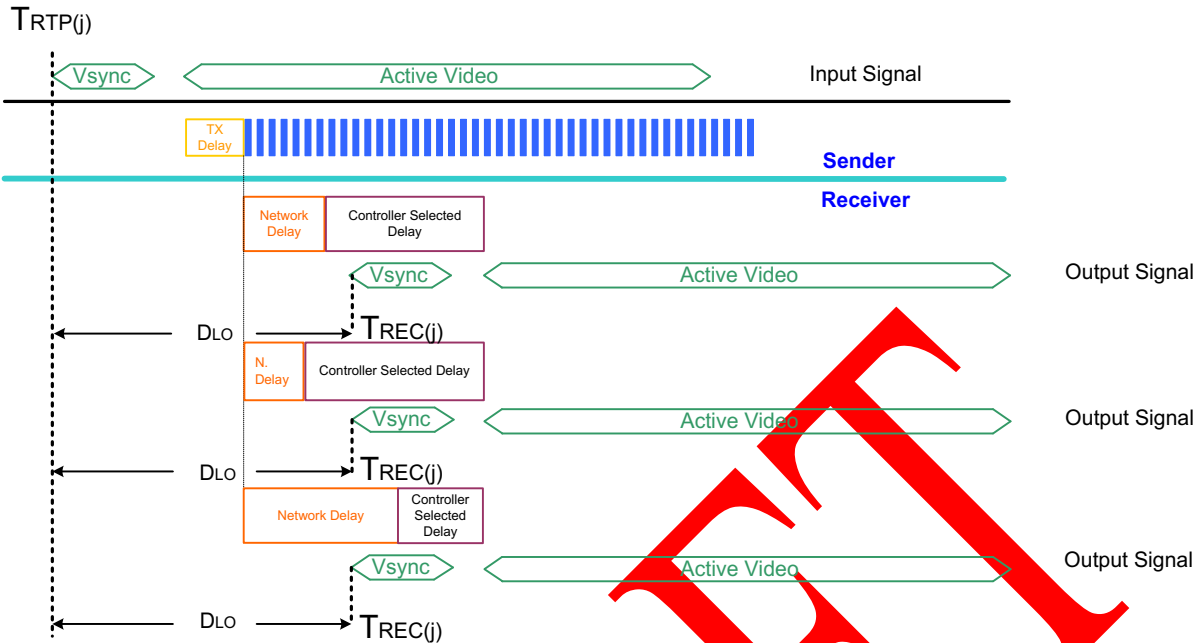 TRTP(j)
Vsync
Active Video
Input Signal
TX
Delay
Sender
Receiver
Network
Delay
Controller Selected
Delay
Vsync
Active Video
Output Signal
DLO
TREC(j)
N.
Delay
Controller Selected Delay
Vsync
Active Video
Output Signal
DLO
TREC(j)
Network Delay
Controller
Selected
Delay
Vsync
Active Video
Output Signal
DLO
TREC(j)